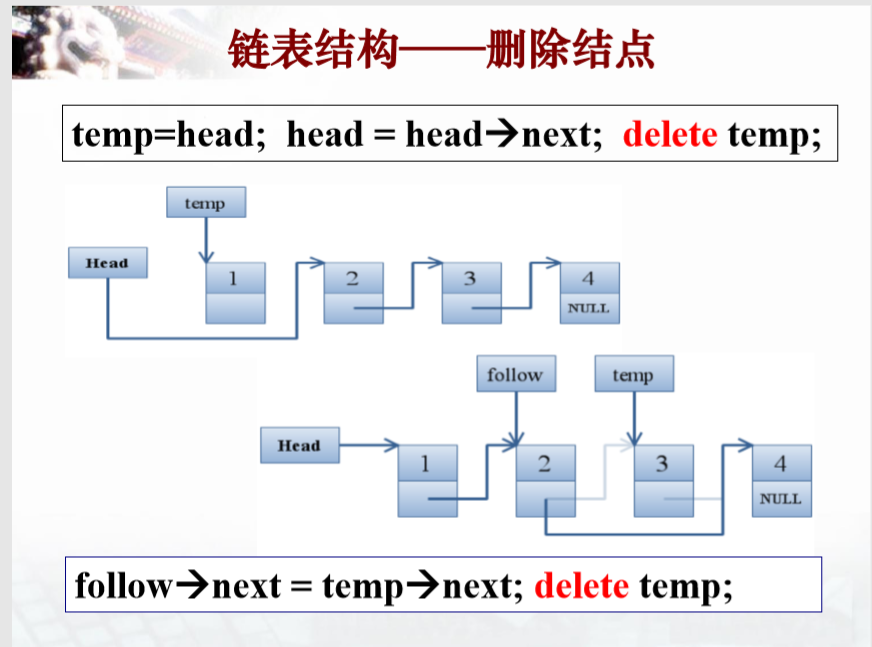 链表结构——删除结点
temp=head; head = head→next; delete temp;
temp
Head
1
2
3
4
NULL
follow
temp
Head
1
2
3
4
NULL
follow→next = temp→next; delete temp;